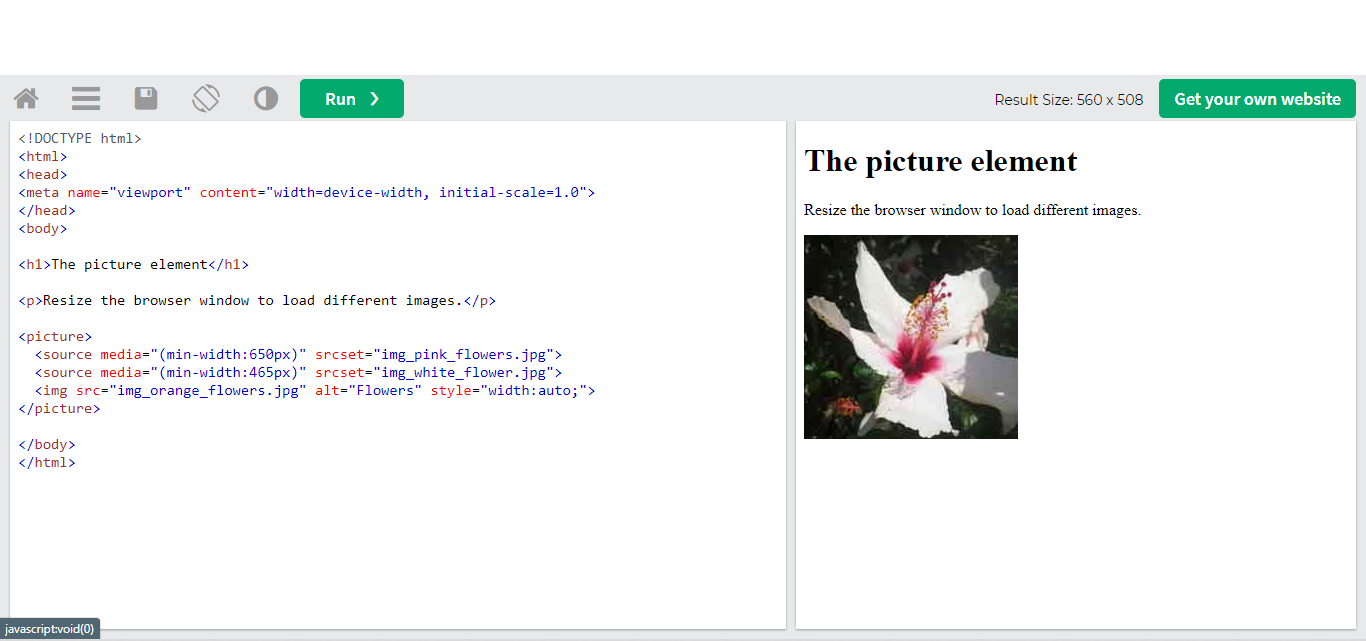 Run ❯
Result Size: 560 x 508
Get your own website
<!DOCTYPE html>
<html>
<head>
<meta name="viewport" content="width=device-width, initial-scale=1.0">
</head>
<body>
<h1>The picture element</h1>
<p>Resize the browser window to load different images.</p>
<picture>
  <source media="(min-width:650px)" srcset="img_pink_flowers.jpg">
  <source media="(min-width:465px)" srcset="img_white_flower.jpg">
  <img src="img_orange_flowers.jpg" alt="Flowers" style="width:auto;">
</picture>
</body>
</html>
The picture element
Resize the browser window to load different images.
javascript:void(0)